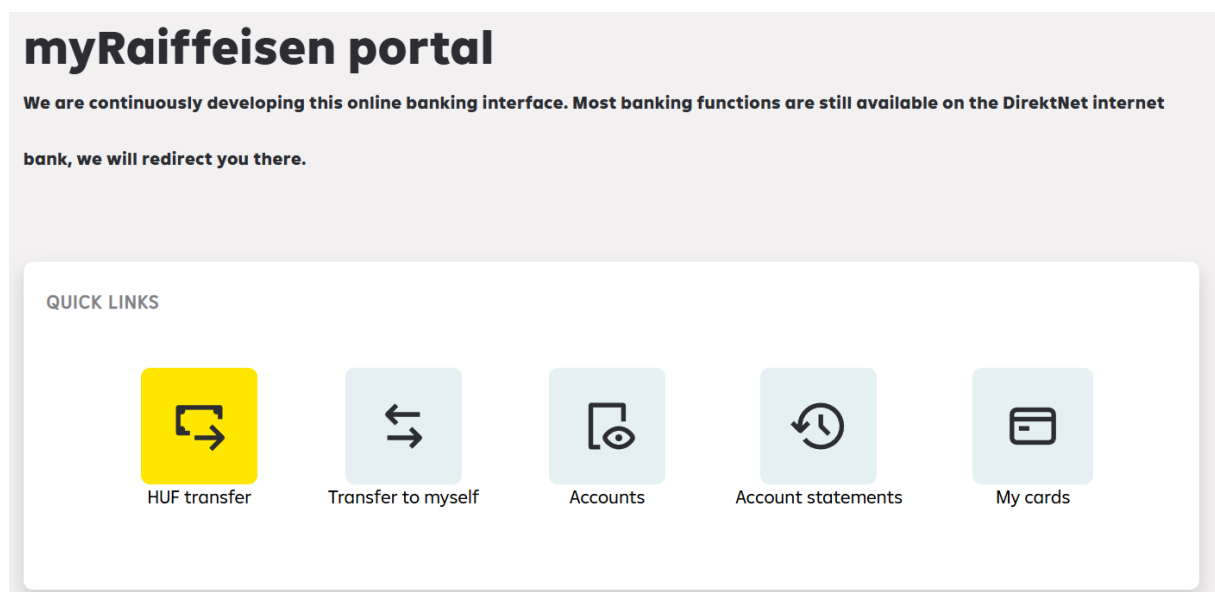 myRaiffeisen portal
We are continuously developing this online banking interface. Most banking functions are still available on the DirektNet internet
bank, we will redirect you there.
QUICK LINKS
HUF transfer
Transfer to myself
Accounts
Account statements
My cards